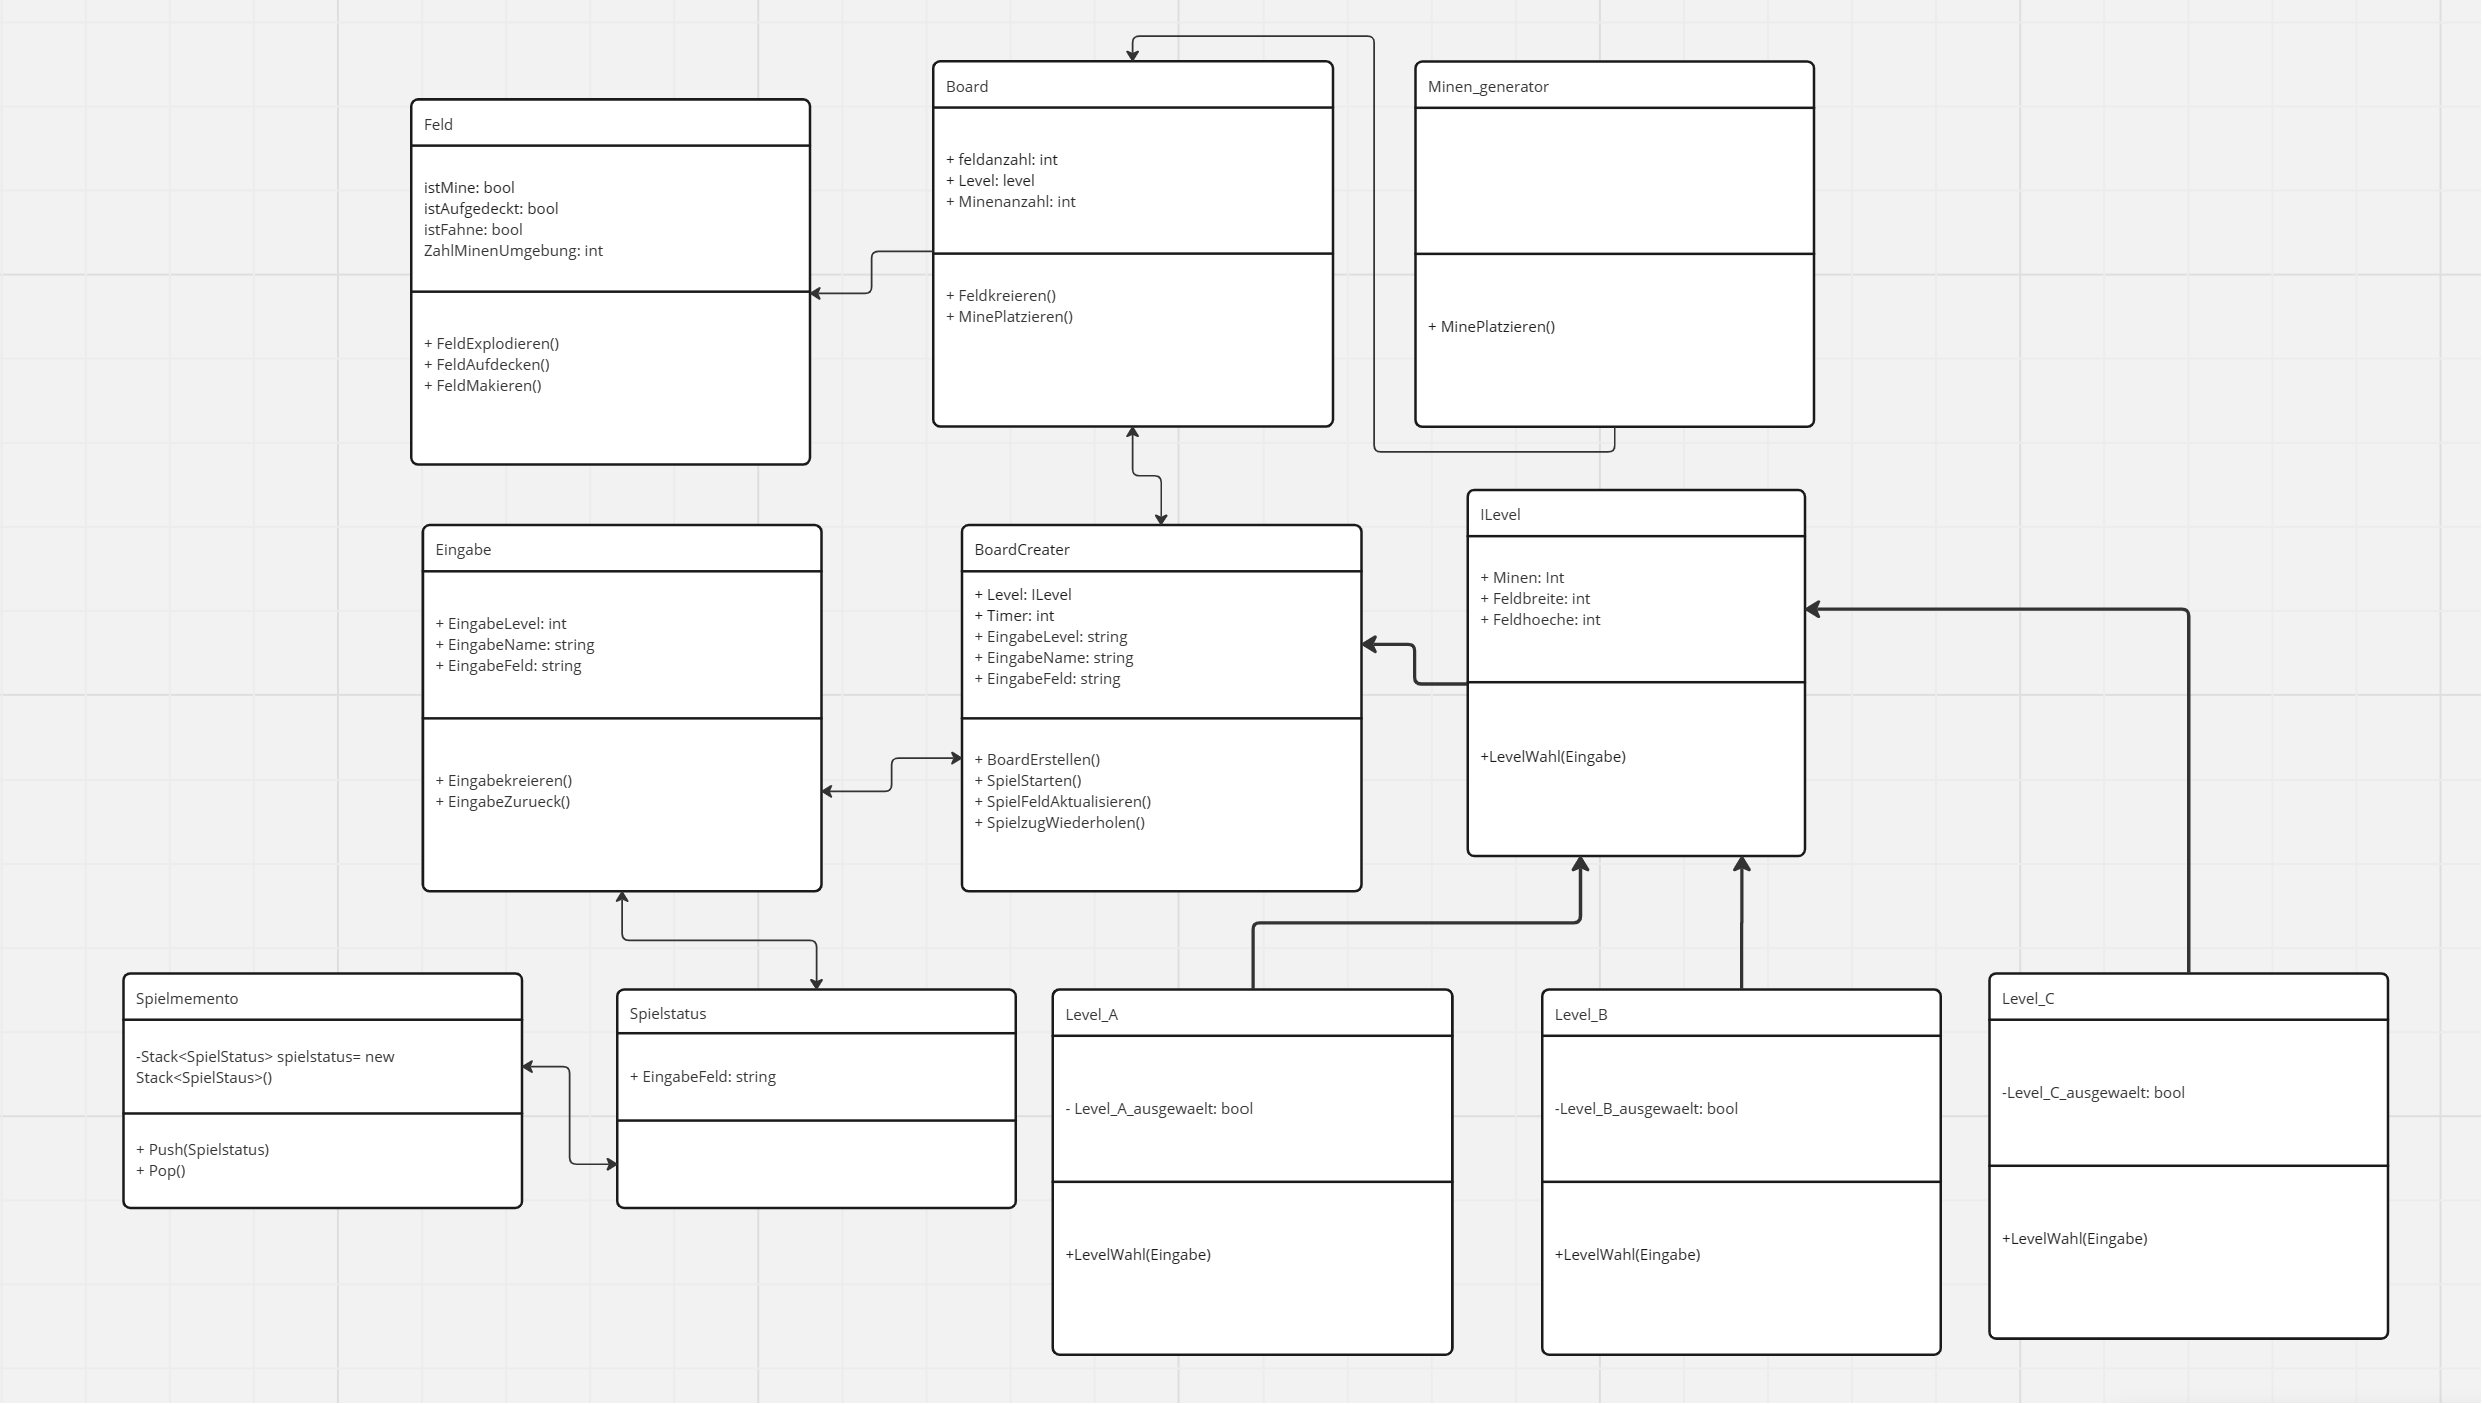 Feld
istMine: bool
istAufgedeckt: bool
istFahne: bool
ZahlMinenUmgebung: int
+ FeldExplodieren()
+ FeldAufdecken()
+ FeldMakieren()
Board
+ feldanzahl: int
+ Level: level
+ Minenanzahl: int
+ Feldkreieren()
+ MinePlatzieren()
Minen_generator
+ MinePlatzieren()
Eingabe
+ EingabeLevel: int
+ EingabeName: string
+ EingabeFeld: string
+ Eingabekreieren()
+ EingabeZurueck()
BoardCreater
+ Level: ILevel
+ Timer: int
+ EingabeLevel: string
+ EingabeName: string
+ EingabeFeld: string
+ BoardErstellen()
+ SpielStarten()
+ SpielFeldAktualisieren()
+ SpielzugWiederholen()
ILevel
+ Minen: Int
+ Feldbreite: int
+ Feldhoeche: int
+LevelWahl(Eingabe)
Spielmemento
-Stack<SpielStatus> spielstatus= new
Stack<SpielStaus>()
+ Push(Spielstatus)
+ Pop()
Spielstatus
+ EingabeFeld: string
Level_A
- Level_A_ausgewaelt: bool
+LevelWahl(Eingabe)
Level_B
-Level_B_ausgewaelt: bool
+LevelWahl(Eingabe)
Level_C
-Level_C_ausgewaelt: bool
+LevelWahl(Eingabe)